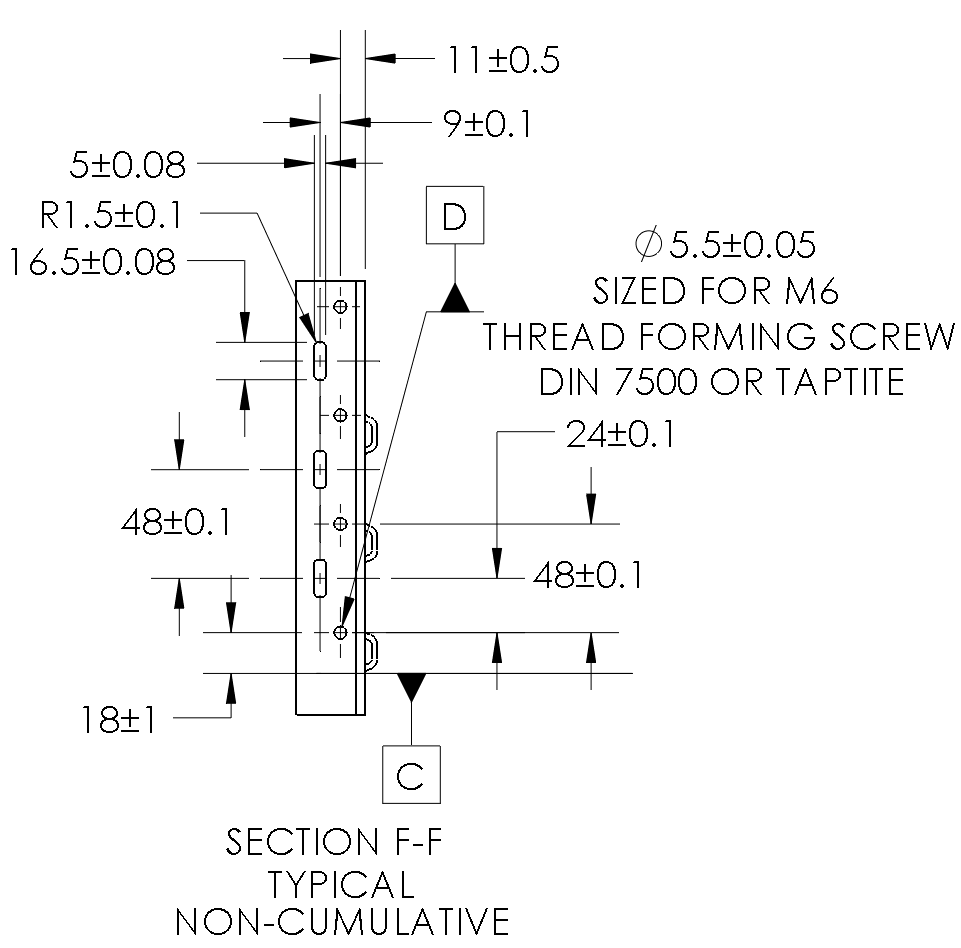 11±0.5
9±0.1
5±0.08
R1.5±0.1
D
16.5±0.08
∅5.5±0.05
SIZED FOR M6
THREAD FORMING SCREW
DIN 7500 OR TAPTITE
24±0.1
48±0.1
48±0.1
18±1
C
SECTION F-F
TYPICAL
NON-CUMULATIVE